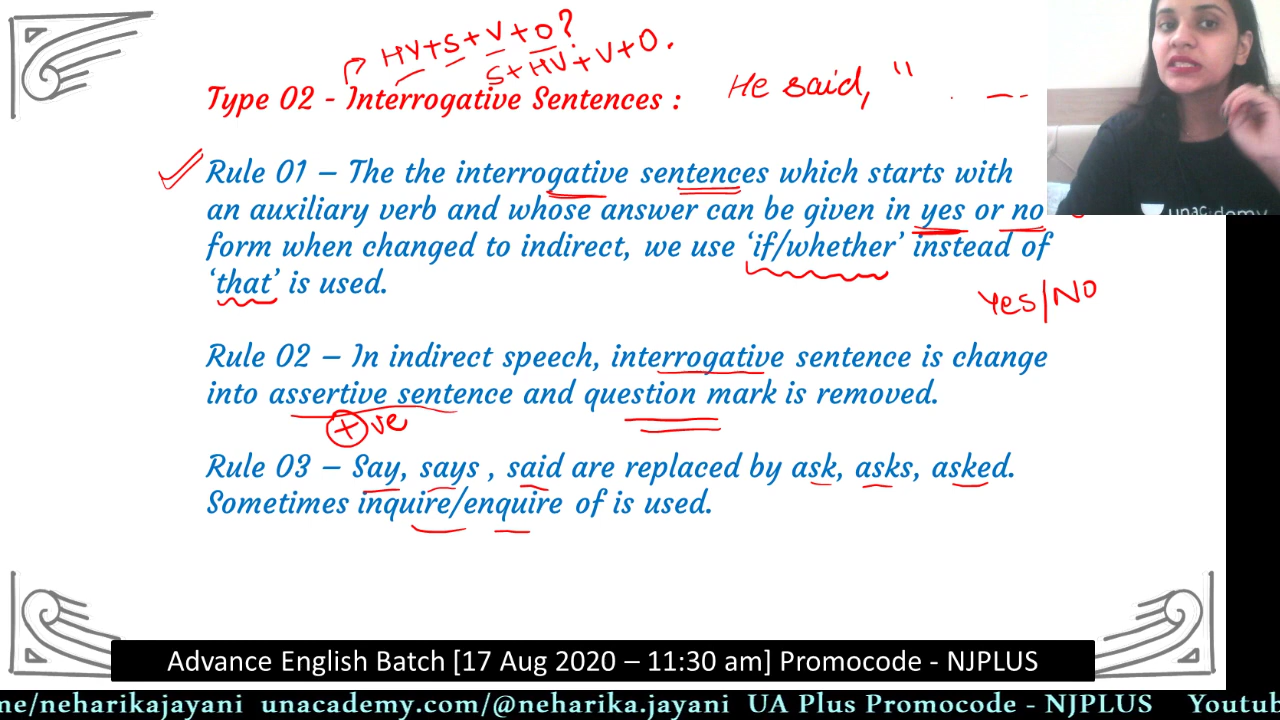 HV+S+V+O?
S+HV+V+O.
Type 02 - Interrogative Sentences :
He said, "
Rule 01 – The the interrogative sentences which starts with
an auxiliary verb and whose answer can be given in yes or no
form when changed to indirect, we use 'if/whether' instead of
'that' is used.
Yes/NO
Rule 02 – In indirect speech, interrogative sentence is change
into assertive sentence and question mark is removed.
+ve
Rule 03 – Say, says , said are replaced by ask, asks, asked.
Sometimes inquire/enquire of is used.
unacademy
Advance English Batch [17 Aug 2020 – 11:30 am] Promocode - NJPLUS
me/neharikajayani unacademy.com/@neharika.jayani UA Plus Promocode - NJPLUS Youtub